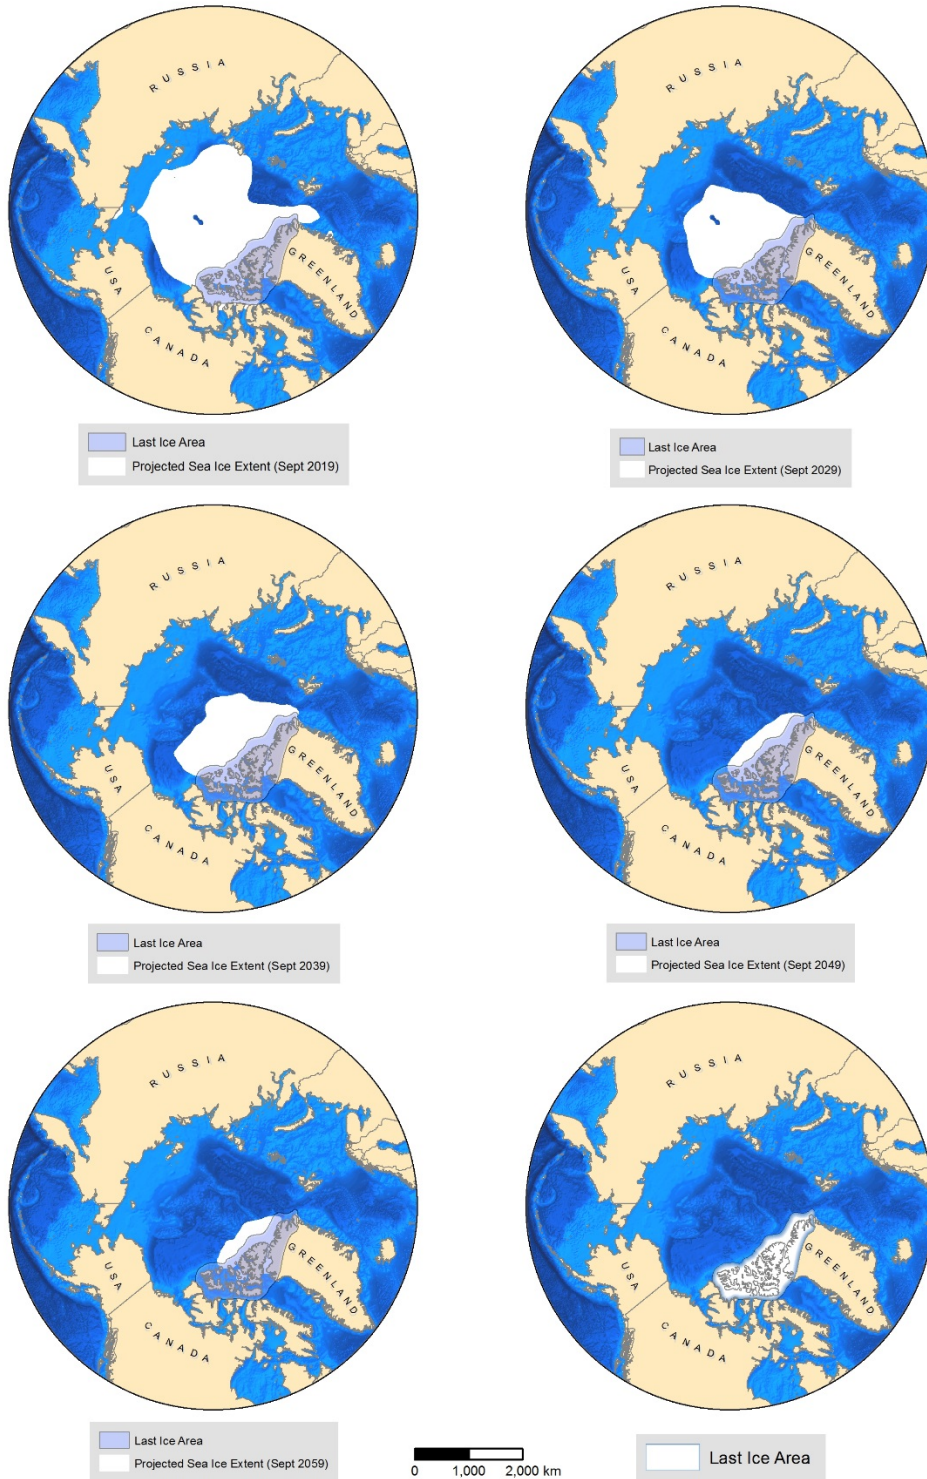 RUSSIA
USA
GREENLAND
CANADA
Last Ice Area
Projected Sea Ice Extent (Sept 2019)
RUSSIA
USA
GREENLAND
CANADA
Last Ice Area
Projected Sea Ice Extent (Sept 2029)
RUSSIA
USA
GREENLAND
CANADA
Last Ice Area
Projected Sea Ice Extent (Sept 2039)
RUSSIA
USA
GREENLAND
CANADA
Last Ice Area
Projected Sea Ice Extent (Sept 2049)
RUSSIA
USA
GREENLAND
CANADA
Last Ice Area
Projected Sea Ice Extent (Sept 2059)
RUSSIA
USA
GREENLAND
CANADA
0 1,000 2,000 km
Last Ice Area